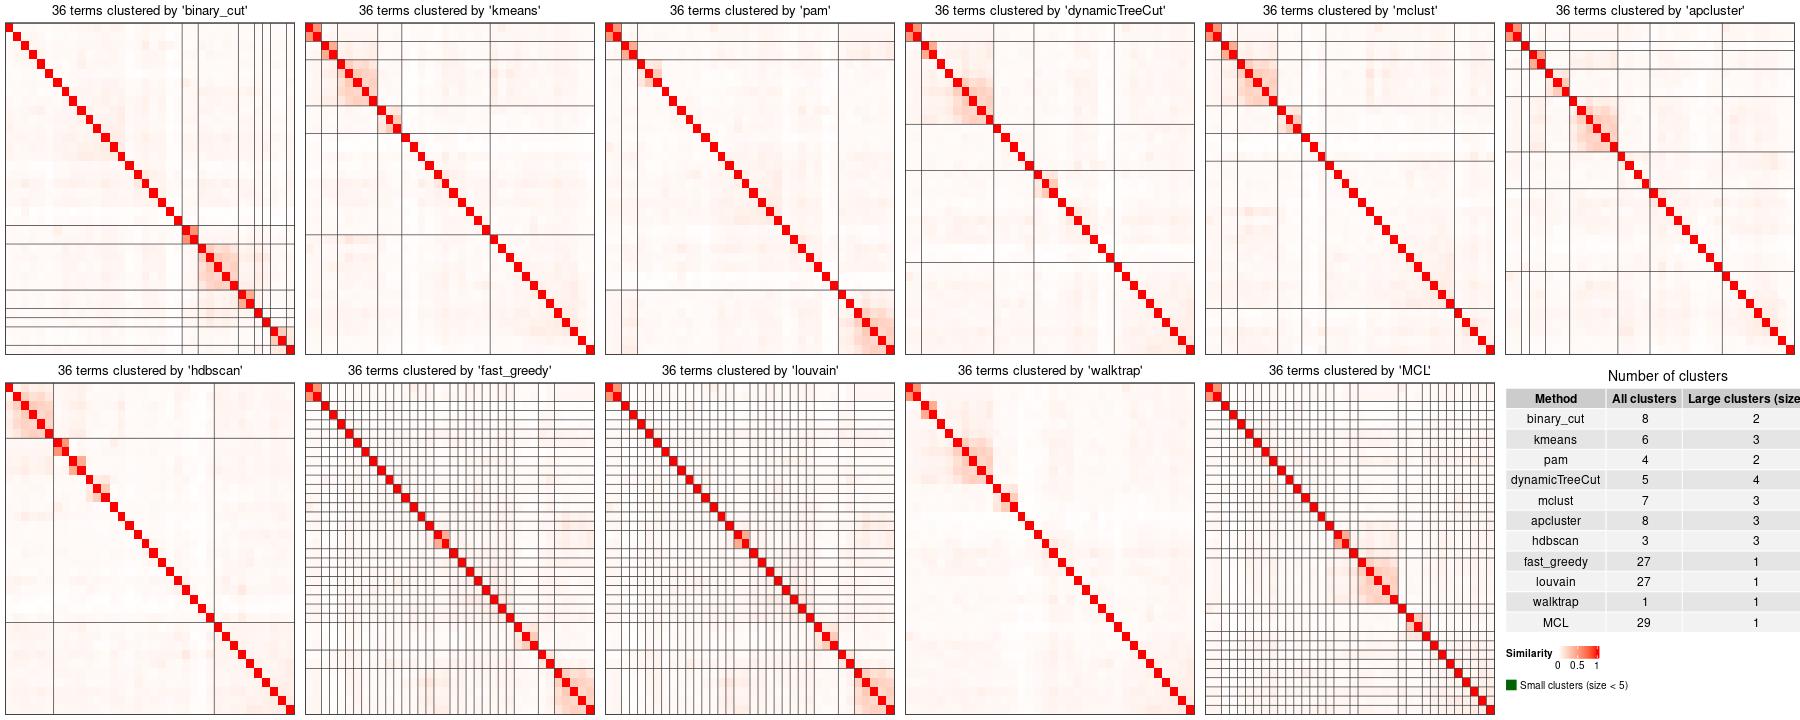 36 terms clustered by 'binary_cut'
36 terms clustered by 'kmeans'
36 terms clustered by 'pam'
36 terms clustered by 'dynamicTreeCut'
36 terms clustered by 'mclust'
36 terms clustered by 'apcluster'
36 terms clustered by 'hdbscan'
36 terms clustered by 'fast_greedy'
36 terms clustered by 'louvain'
36 terms clustered by 'walktrap'
36 terms clustered by 'MCL'
Number of clusters
Method All clusters Large clusters (size
binary_cut 8 2
kmeans 6 3
pam 4 2
dynamicTreeCut 5 4
mclust 7 3
apcluster 8 3
hdbscan 3 3
fast_greedy 27 1
louvain 27 1
walktrap 1 1
MCL 29 1
Similarity
0 0.5 1
Small clusters (size < 5)